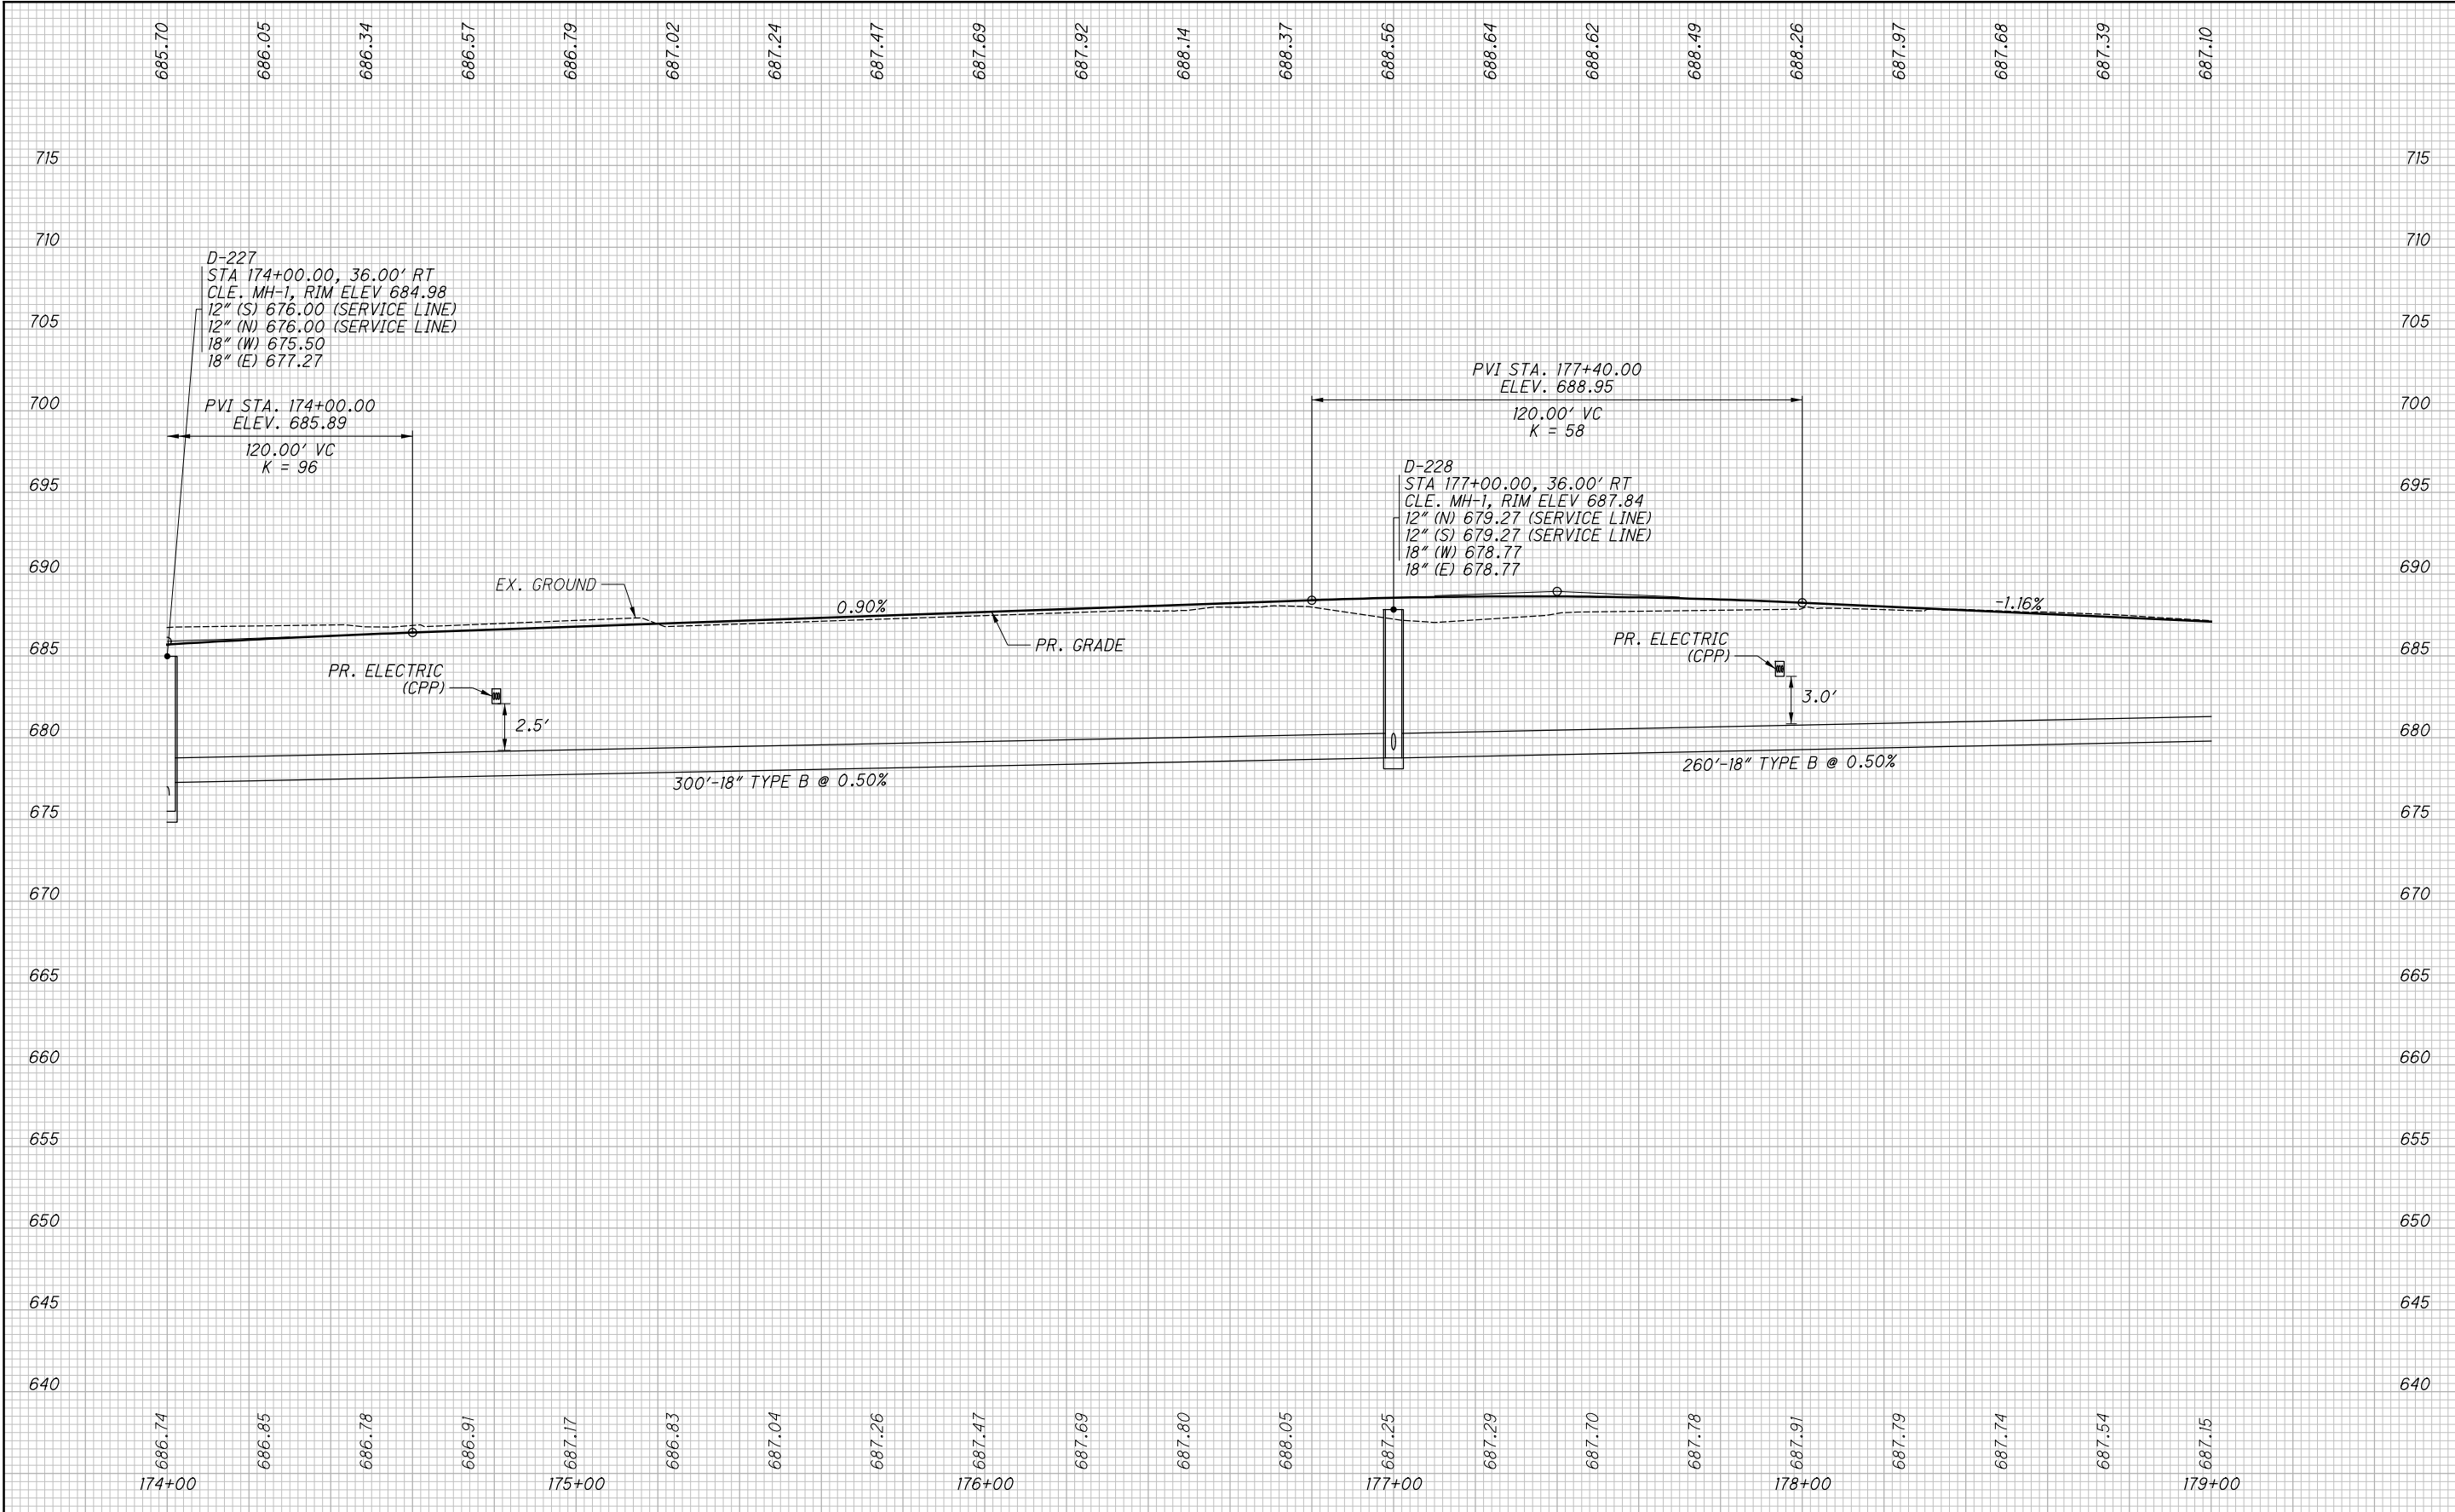 685.70 686.05 686.34 686.57 686.79 687.02 687.24 687.47 687.69 687.92 688.14 688.37 688.56 688.64 688.62 688.49 688.26 687.97 687.68 687.39 687.10
715 715
710 710
D-227
STA 174+00.00, 36.00' RT
CLE. MH-1, RIM ELEV 684.98
12" (S) 676.00 (SERVICE LINE)
12" (N) 676.00 (SERVICE LINE)
18" (W) 675.50
18" (E) 677.27
705 705
PVI STA. 177+40.00
ELEV. 688.95
120.00' VC
K = 58
700 700
PVI STA. 174+00.00
ELEV. 685.89
120.00' VC
K = 96
D-228
STA 177+00.00, 36.00' RT
CLE. MH-1, RIM ELEV 687.84
12" (N) 679.27 (SERVICE LINE)
12" (S) 679.27 (SERVICE LINE)
18" (W) 678.77
18" (E) 678.77
695 695
690 690
EX. GROUND
0.90%
-1.16%
PR. GRADE
685 685
PR. ELECTRIC
(CPP)
2.5'
PR. ELECTRIC
(CPP)
3.0'
680 680
300'-18" TYPE B @ 0.50%
260'-18" TYPE B @ 0.50%
675 675
670 670
665 665
660 660
655 655
650 650
645 645
640 640
686.74 686.85 686.78 686.91 687.17 686.83 687.04 687.26 687.47 687.69 687.80 688.05 687.25 687.29 687.70 687.78 687.91 687.79 687.74 687.54 687.15
174+00 175+00 176+00 177+00 178+00 179+00